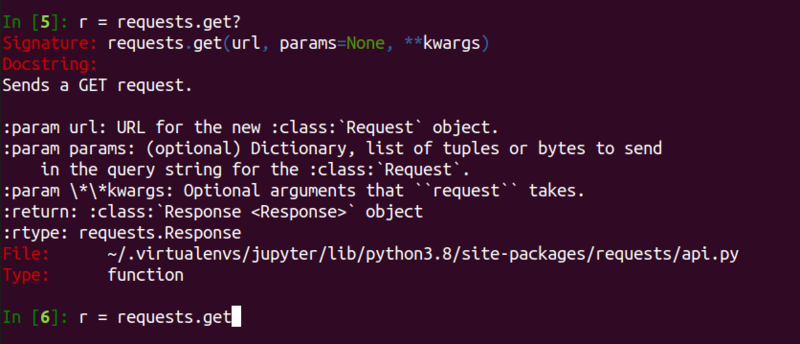 In [5]: r = requests.get?
Signature: requests.get(url, params=None, **kwargs)
Docstring:
Sends a GET request.
:param url: URL for the new :class:`Request` object.
:param params: (optional) Dictionary, list of tuples or bytes to send
    in the query string for the :class:`Request`.
:param \*\*kwargs: Optional arguments that ``request`` takes.
:return: :class:`Response <Response>` object
:rtype: requests.Response
File:      ~/.virtualenvs/jupyter/lib/python3.8/site-packages/requests/api.py
Type:      function
In [6]: r = requests.get